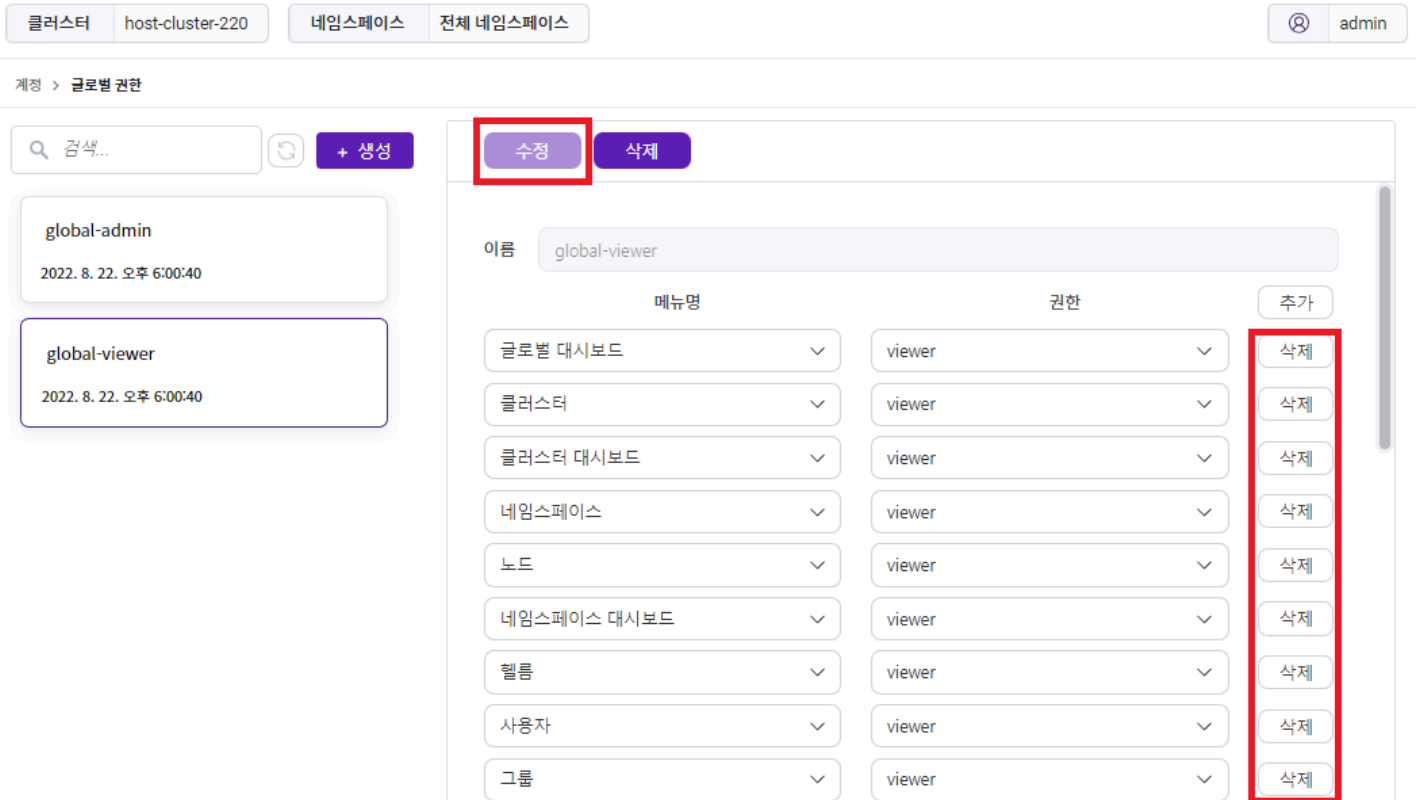 클러스터 host-cluster-220 네임스페이스 전체 네임스페이스 admin
계정 > 글로벌 권한
검색... + 생성 수정 삭제
global-admin
2022. 8. 22. 오후 6:00:40
global-viewer
2022. 8. 22. 오후 6:00:40
이름 global-viewer
메뉴명 권한 추가
글로벌 대시보드 viewer 삭제
클러스터 viewer 삭제
클러스터 대시보드 viewer 삭제
네임스페이스 viewer 삭제
노드 viewer 삭제
네임스페이스 대시보드 viewer 삭제
헬름 viewer 삭제
사용자 viewer 삭제
그룹 viewer 삭제